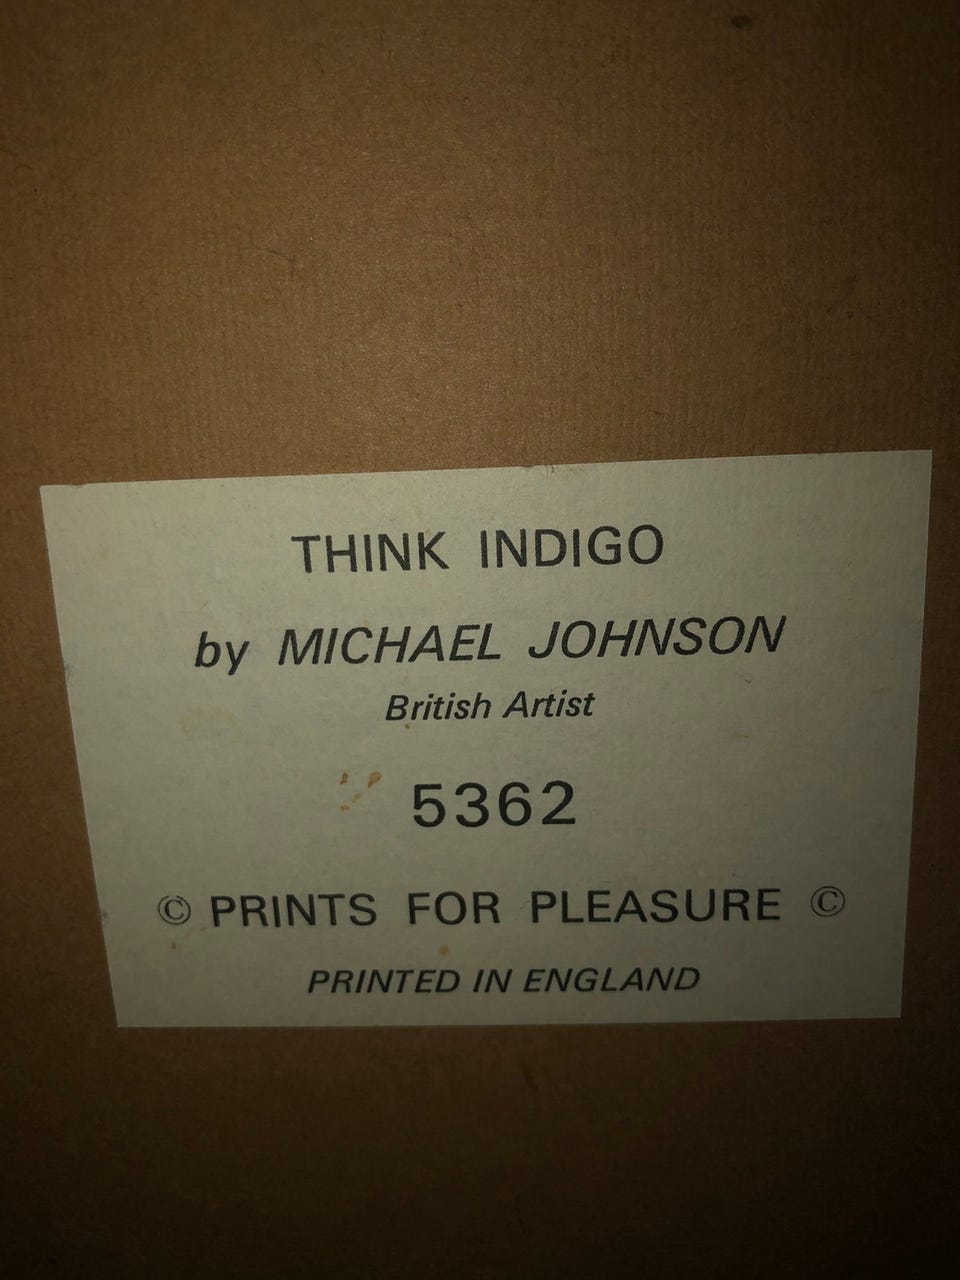 THINK INDIGO
by MICHAEL JOHNSON
British Artist
5362
© PRINTS FOR PLEASURE ©
PRINTED IN ENGLAND